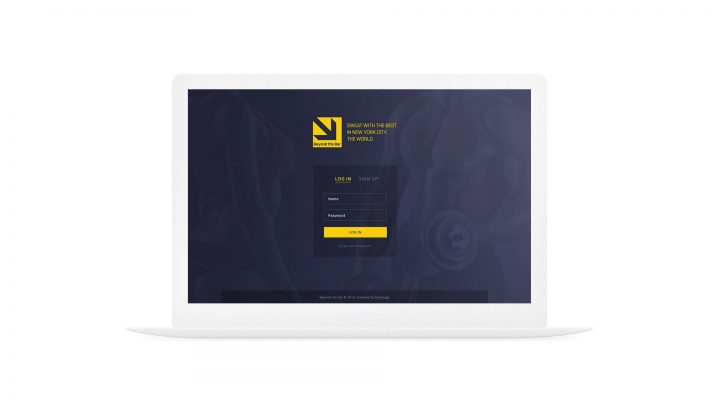 SWEAT WITH THE BEST
IN NEW YORK CITY,
THE WORLD
Beyond the Bar
LOG IN SIGN UP
Name
Password
LOG IN
Forgot your password?
Beyond the Bar © 2016. Powered by